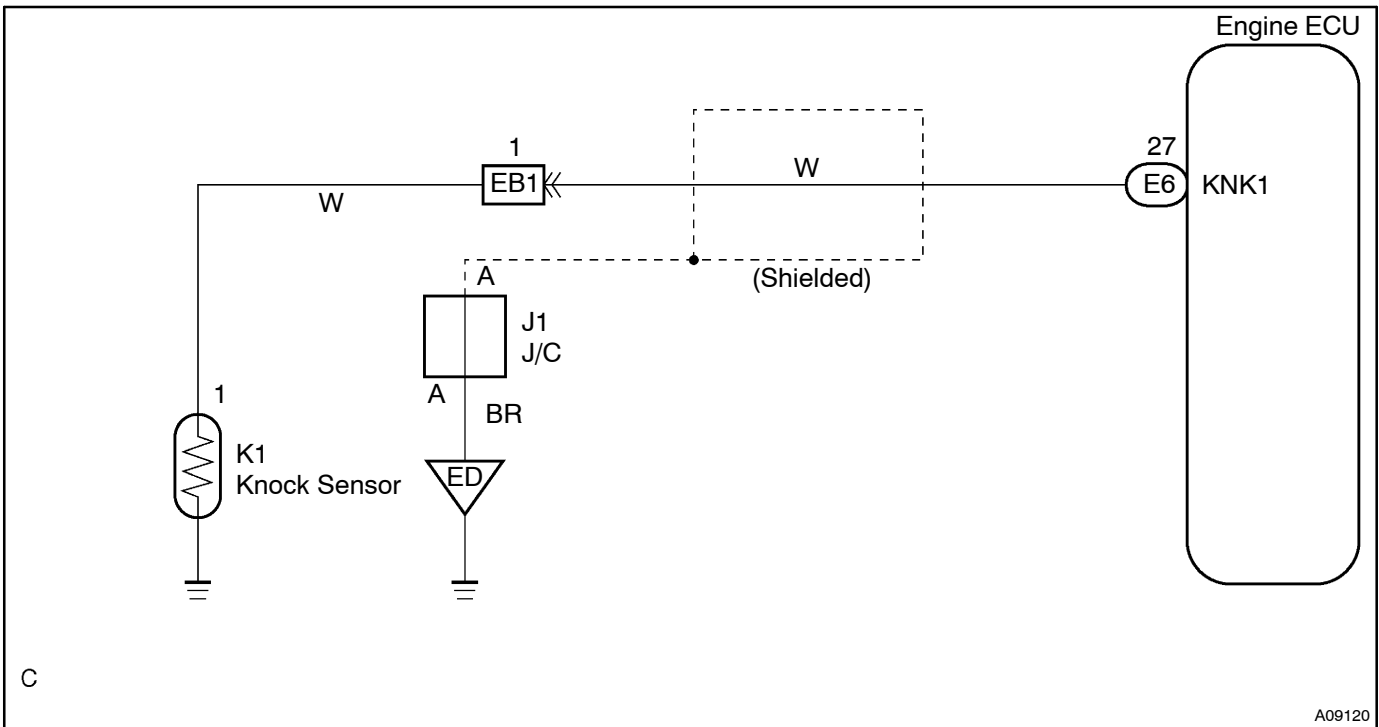 Engine ECU
1
27
EB1
W
W
E6
KNK1
A
(Shielded)
J1
J/C
1
A
BR
K1
Knock Sensor
ED
C
A09120